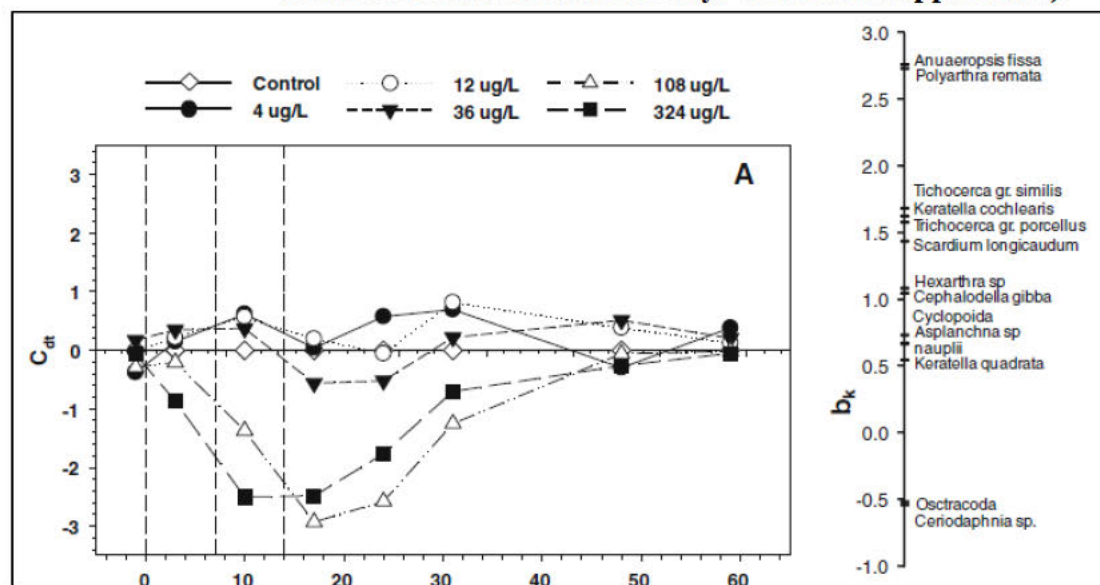 Control
12 ug/L
108 ug/L
4 ug/L
36 ug/L
324 ug/L
A
3
2
1
0
-1
-2
-3
Cdt
0
10
20
30
40
50
60
3.0
2.5
2.0
1.5
1.0
0.5
0.0
-0.5
-1.0
bk
Anuaeropsis fissa
Polyarthra remata
Tichocerca gr. similis
Keratella cochlearis
Trichocerca gr. porcellus
Scardium longicaudum
Hexarthra sp
Cephalodella gibba
Cyclopoida
Asplanchna sp
nauplii
Keratella quadrata
Osctracoda
Ceriodaphnia sp.